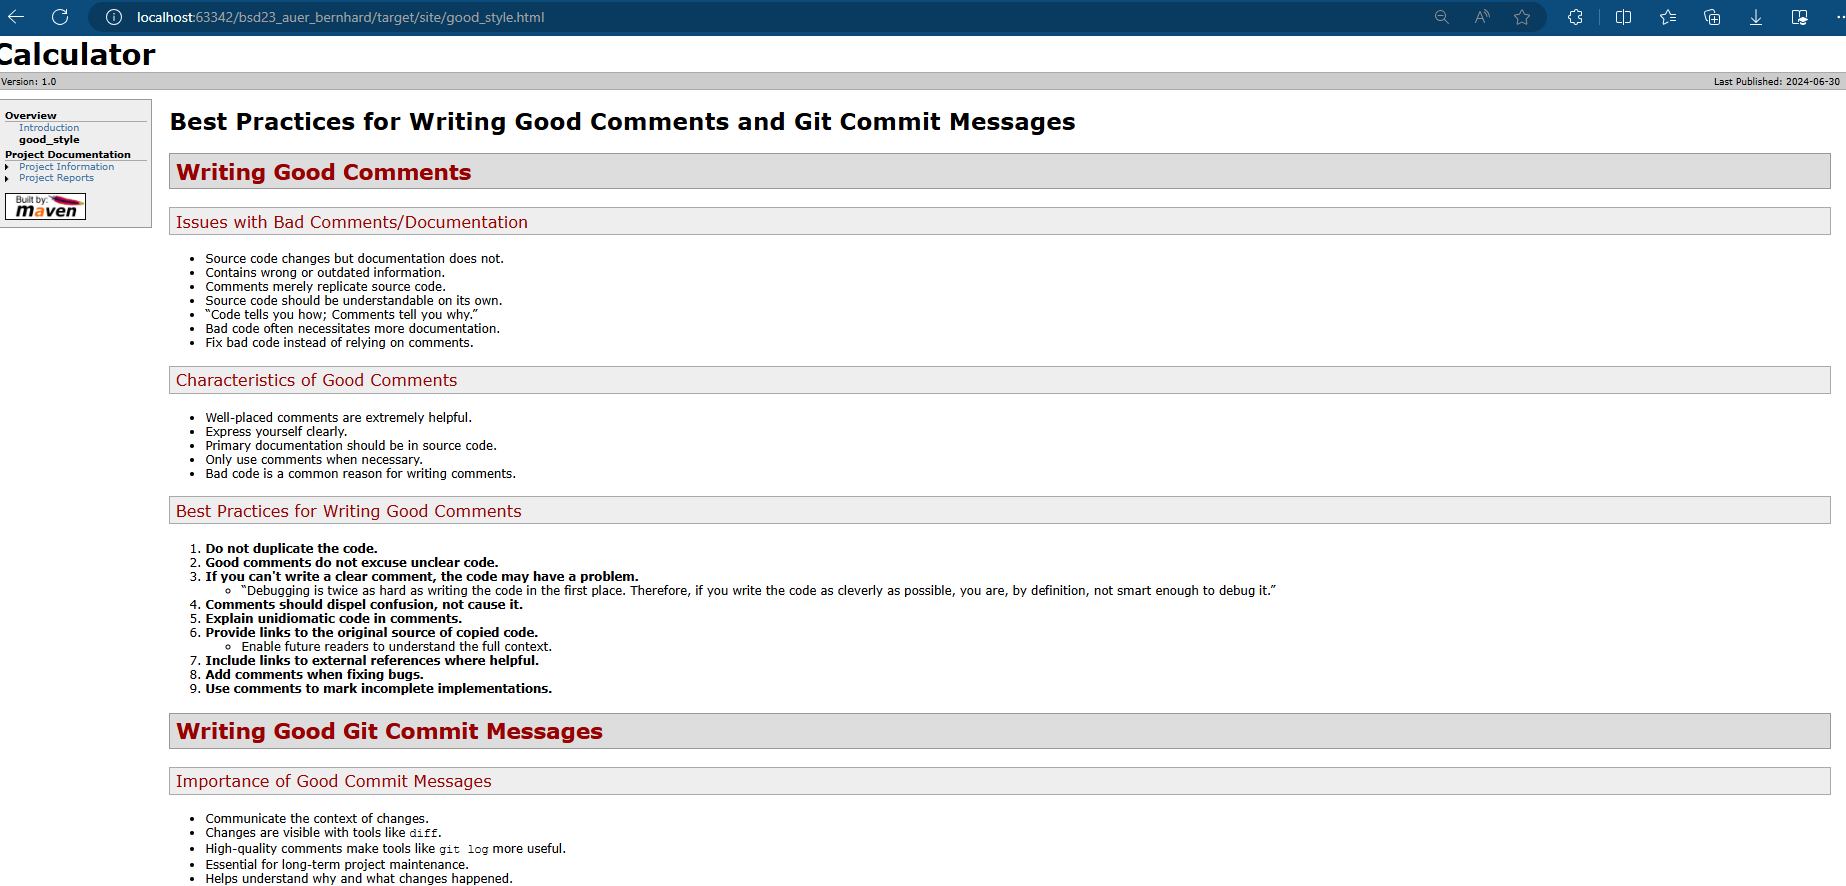 localhost:63342/bsd23_auer_bernhard/target/site/good_style.html
Calculator
Version: 1.0
Last Published: 2024-06-30
Overview
Introduction
good_style
Project Documentation
Project Information
Project Reports
Built by:
maven
Best Practices for Writing Good Comments and Git Commit Messages
Writing Good Comments
Issues with Bad Comments/Documentation
• Source code changes but documentation does not.
• Contains wrong or outdated information.
• Comments merely replicate source code.
• Source code should be understandable on its own.
• “Code tells you how; Comments tell you why.”
• Bad code often necessitates more documentation.
• Fix bad code instead of relying on comments.
Characteristics of Good Comments
• Well-placed comments are extremely helpful.
• Express yourself clearly.
• Primary documentation should be in source code.
• Only use comments when necessary.
• Bad code is a common reason for writing comments.
Best Practices for Writing Good Comments
1. Do not duplicate the code.
2. Good comments do not excuse unclear code.
3. If you can't write a clear comment, the code may have a problem.
◦ “Debugging is twice as hard as writing the code in the first place. Therefore, if you write the code as cleverly as possible, you are, by definition, not smart enough to debug it.”
4. Comments should dispel confusion, not cause it.
5. Explain unidiomatic code in comments.
6. Provide links to the original source of copied code.
◦ Enable future readers to understand the full context.
7. Include links to external references where helpful.
8. Add comments when fixing bugs.
9. Use comments to mark incomplete implementations.
Writing Good Git Commit Messages
Importance of Good Commit Messages
• Communicate the context of changes.
• Changes are visible with tools like diff.
• High-quality comments make tools like git log more useful.
• Essential for long-term project maintenance.
• Helps understand why and what changes happened.